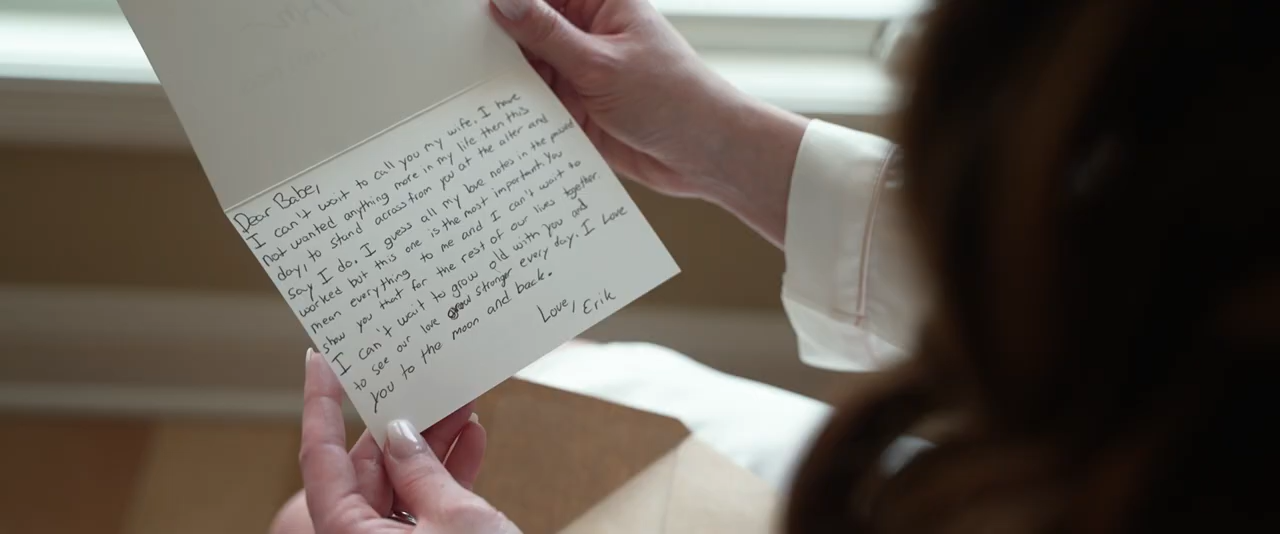 Dear Babe,
I can't wait to call you my wife. I have
not wanted anything more in my life then this
day, to stand across from you at the alter and
say I do. I guess all my love notes in the passed
worked but this one is the most important. You
mean everything to me and I can't wait to
show you that for the rest of our lives together.
I can't wait to grow old with you and
to see our love stronger every day. I love
you to the moon and back.
Love, Erik